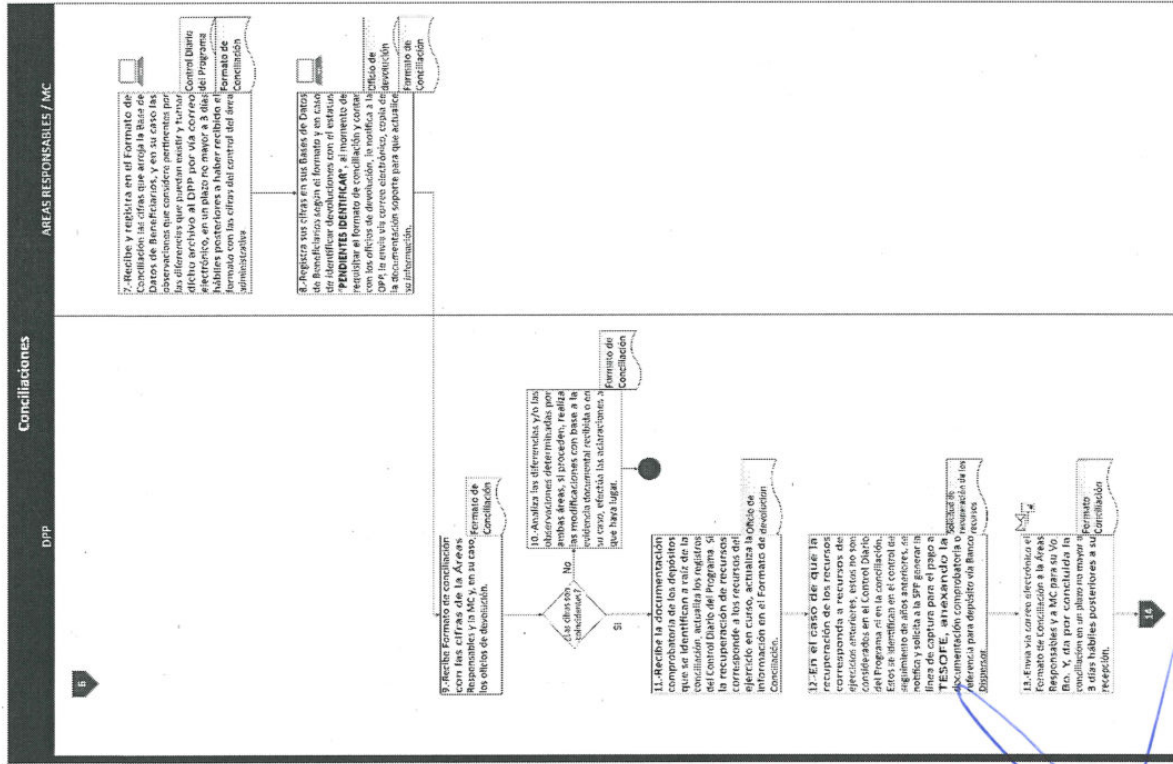 Conciliaciones
DPP
AREAS RESPONSABLES / MC
6
7.-Recibe y registra en el Formato de
Conciliación las cifras que arroja la Base de
Datos de Beneficiarios, y en su caso las
observaciones que considere pertinentes por
las diferencias que puedan existir y turnar
dicho archivo al DPP por vía correo
electrónico, en un plazo no mayor a 3 días
hábiles posteriores a haber recibido el
formato con las cifras del control del área
administrativa
Control Diario
del Programa
Formato de
Conciliación
8.-Registra sus cifras en sus Bases de Datos
de Beneficiarios según el formato y en caso
de identificar devoluciones con el estatus
"PENDIENTES IDENTIFICAR", al momento de
requisitar el formato de conciliación y contar
con los oficios de devolución, le notifica a la
DPP, le envía vía correo electrónico, copia de
la documentación soporte para que actualice
su información.
Oficio de
devolución
Formato de
Conciliación
9.-Recibe Formato de conciliación
con las cifras de la Áreas
Responsables y la MC y, en su caso,
los oficios de devolución.
Formato de
Conciliación
¿Las cifras son
coincidentes?
No
Si
10.-Analiza las diferencias y/o las
observaciones determinadas por
ambas áreas, si proceden, realiza
las modificaciones con base a la
evidencia documental recibida o en
su caso, efectúa las aclaraciones a
que haya lugar.
Formato de
Conciliación
11.-Recibe la documentación
comprobatoria de los depósitos
que se identifican a raíz de la
conciliación, actualiza los registros
del Control Diario del Programa. Si
la recuperación de recursos
corresponde a los recursos del
ejercicio en curso, actualiza la
información en el Formato de
Conciliación.
Oficio de
devolucion
12.-En el caso de que la
recuperación de los recursos
corresponda a recursos de
ejercicios anteriores, estos no son
considerados en el Control Diario
del Programa ni en la conciliación.
Estos se identifican en el control de
seguimiento de años anteriores, se
notifica y solicita a la SPF generar la
línea de captura para el pago a
TESOFE, anexando la
documentación comprobatoria o
referencia para depósito vía Banco
Dispersor
Solicitud de
recuperación de los
recursos
13.-Envía vía correo electrónico el
Formato de Conciliación a la Áreas
Responsables y a MC para su Vo.
Bo. Y, da por concluida la
conciliación en un plazo no mayor a
3 días hábiles posteriores a su
recepción.
Formato
Conciliación
14